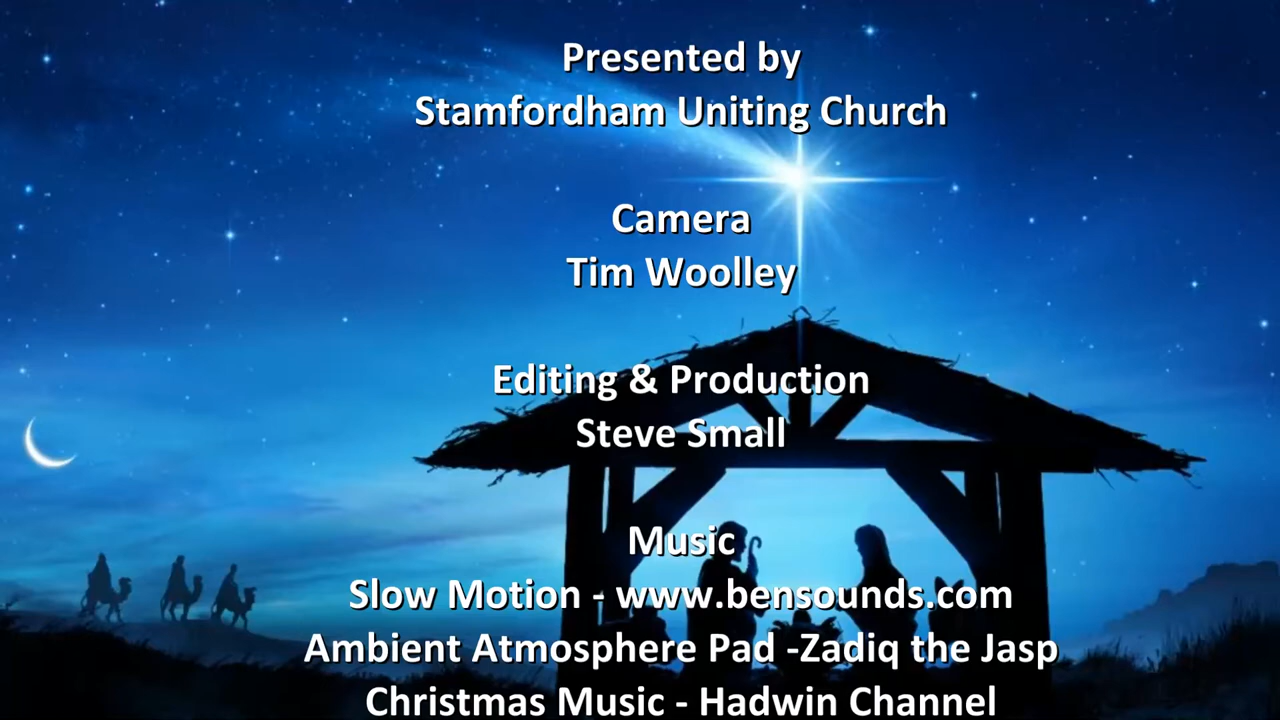 Presented by
Stamfordham Uniting Church
Camera
Tim Woolley
Editing & Production
Steve Small
Music
Slow Motion - www.bensounds.com
Ambient Atmosphere Pad -Zadiq the Jasp
Christmas Music - Hadwin Channel